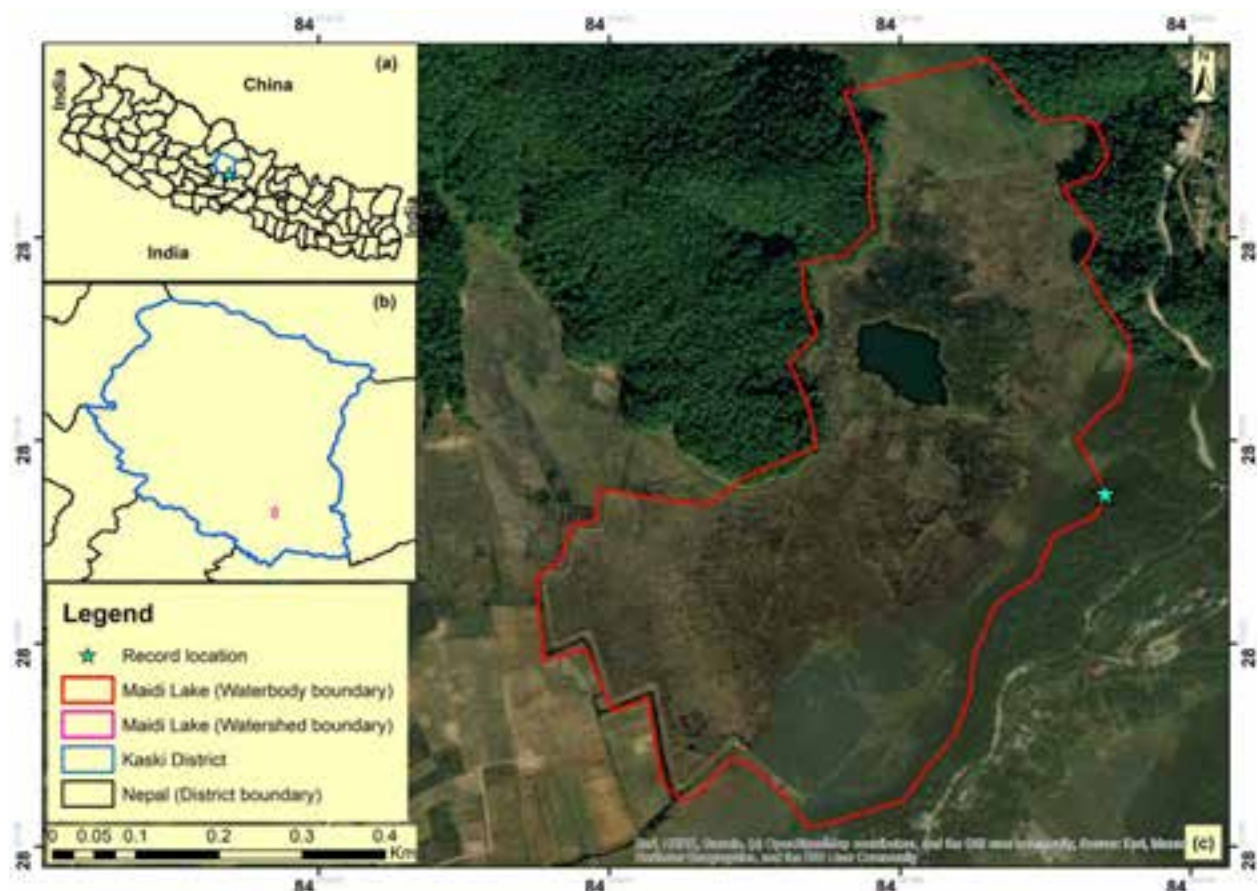 84 84 84 84
(a)
China
India
India
India
(b)
28 28 28 28
28 28 28 28
Legend
Record location
Maidi Lake (Waterbody boundary)
Maidi Lake (Watershed boundary)
Kaski District
Nepal (District boundary)
0 0.05 0.1 0.2 0.3 0.4
Km
(c)
84 84 84 84